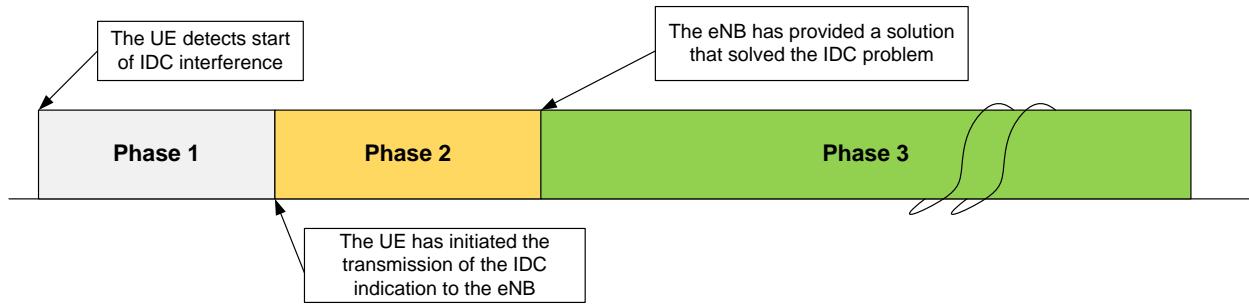 The UE detects start
of IDC interference
The eNB has provided a solution
that solved the IDC problem
Phase 1
Phase 2
Phase 3
The UE has initiated the
transmission of the IDC
indication to the eNB